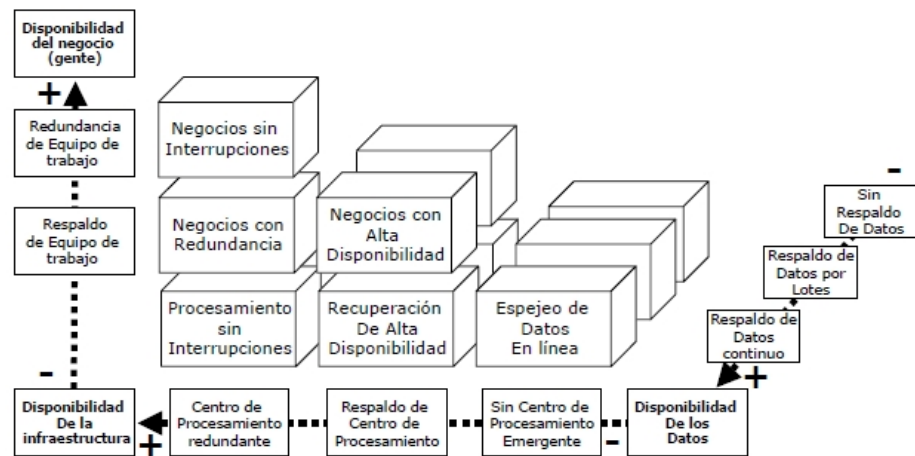 Disponibilidad
del negocio
(gente)
+
Redundancia
de Equipo de
trabajo
Respaldo
de Equipo de
trabajo
-
Negocios sin
Interrupciones
Negocios con
Redundancia
Negocios con
Alta
Disponibilidad
Procesamiento
sin
Interrupciones
Recuperación
De Alta
Disponibilidad
Espejeo de
Datos
En línea
-
Sin
Respaldo
De Datos
Respaldo de
Datos por
Lotes
Respaldo de
Datos
continuo
+
Disponibilidad
De la
infraestructura
+
Centro de
Procesamiento
redundante
Respaldo de
Centro de
Procesamiento
Sin Centro de
Procesamiento
Emergente
-
Disponibilidad
De los
Datos